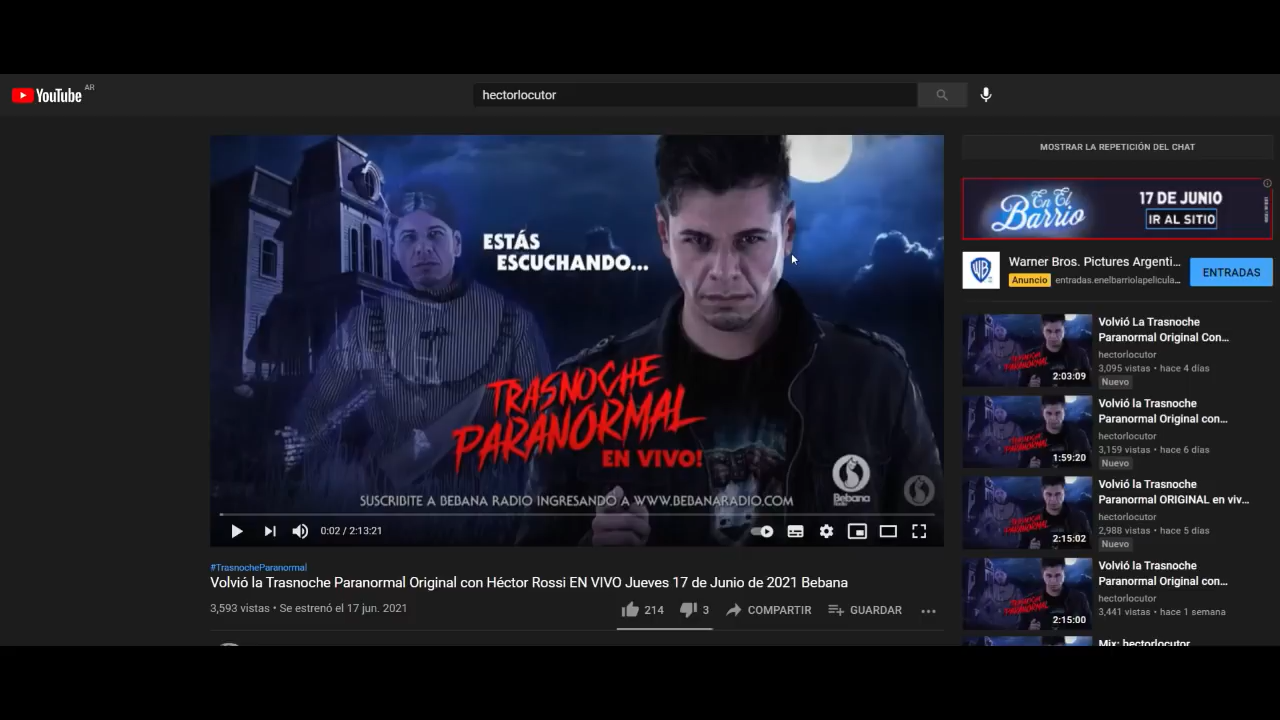 YouTube AR
hectorlocutor
ESTÁS
ESCUCHANDO...
TRASNOCHE
PARANORMAL
EN VIVO!
Bebana
SUSCRIBITE A BEBANA RADIO INGRESANDO A WWW.BEBANARADIO.COM
0:02 / 2:13:21
#TrasnocheParanormal
Volvió la Trasnoche Paranormal Original con Héctor Rossi EN VIVO Jueves 17 de Junio de 2021 Bebana
3,593 vistas • Se estrenó el 17 jun. 2021
214 3 COMPARTIR GUARDAR
MOSTRAR LA REPETICIÓN DEL CHAT
En El
Barrio
17 DE JUNIO
IR AL SITIO
WB
Warner Bros. Pictures Argenti...
Anuncio entradas.enelbarriolapelicula...
ENTRADAS
2:03:09
Volvió La Trasnoche
Paranormal Original Con...
hectorlocutor
3,095 vistas • hace 4 días
Nuevo
1:59:20
Volvió la Trasnoche
Paranormal Original con...
hectorlocutor
3,159 vistas • hace 6 días
Nuevo
2:15:02
Volvió la Trasnoche
Paranormal ORIGINAL en viv...
hectorlocutor
2,988 vistas • hace 5 días
Nuevo
2:15:00
Volvió la Trasnoche
Paranormal Original con...
hectorlocutor
3,441 vistas • hace 1 semana
Mix: hectorlocutor